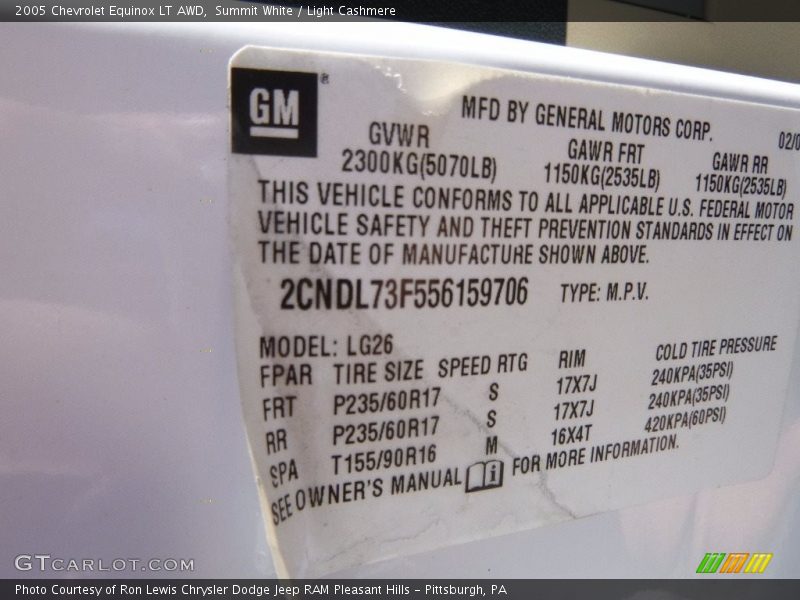 2005 Chevrolet Equinox LT AWD, Summit White / Light Cashmere
GM®
MFD BY GENERAL MOTORS CORP.
GVWR GAWR FRT GAWR RR
2300KG(5070LB) 1150KG(2535LB) 1150KG(2535LB)
THIS VEHICLE CONFORMS TO ALL APPLICABLE U.S. FEDERAL MOTOR
VEHICLE SAFETY AND THEFT PREVENTION STANDARDS IN EFFECT ON
THE DATE OF MANUFACTURE SHOWN ABOVE.
2CNDL73F556159706 TYPE: M.P.V.
MODEL: LG26
FPAR TIRE SIZE SPEED RTG RIM COLD TIRE PRESSURE
FRT P235/60R17 S 17X7J 240KPA(35PSI)
RR P235/60R17 S 17X7J 240KPA(35PSI)
SPA T155/90R16 M 16X4T 420KPA(60PSI)
SEE OWNER'S MANUAL FOR MORE INFORMATION.
GTCARLOT.COM
Photo Courtesy of Ron Lewis Chrysler Dodge Jeep RAM Pleasant Hills - Pittsburgh, PA